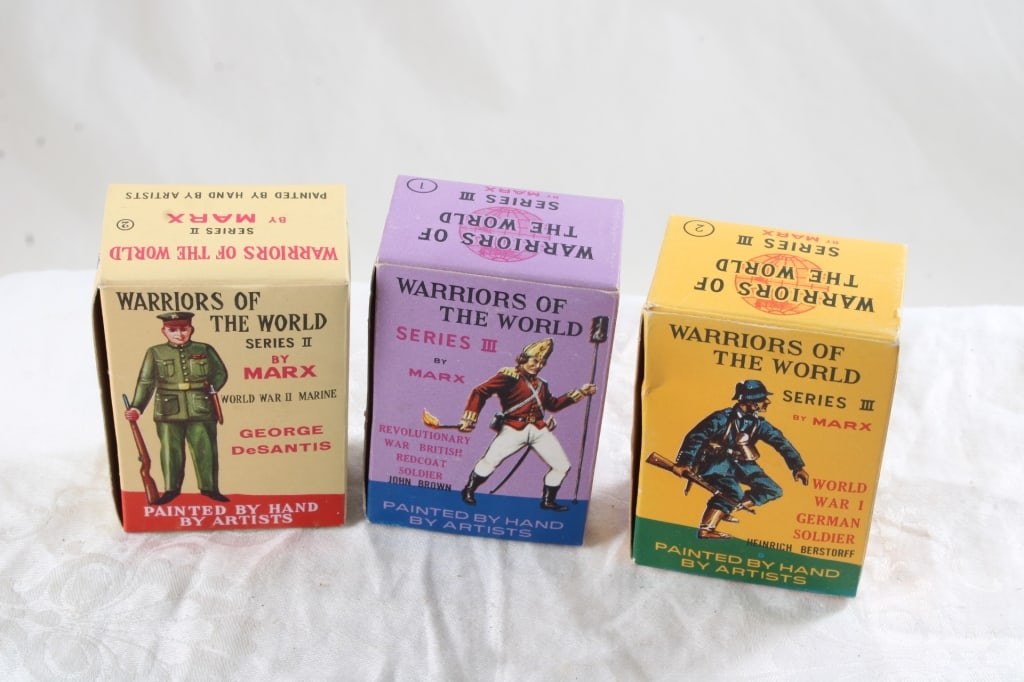 PAINTED BY HAND BY ARTISTS
2
SERIES II
BY MARX
WARRIORS OF THE WORLD
WARRIORS OF
THE WORLD
SERIES II
BY
MARX
WORLD WAR II MARINE
GEORGE
DeSANTIS
PAINTED BY HAND
BY ARTISTS
1
WARRIORS OF
THE WORLD
SERIES III
BY MARX
WARRIORS OF
THE WORLD
SERIES III
BY
MARX
REVOLUTIONARY
WAR BRITISH
REDCOAT
SOLDIER
JOHN BROWN
PAINTED BY HAND
BY ARTISTS
2
WARRIORS OF
THE WORLD
SERIES III
BY MARX
WARRIORS OF
THE WORLD
SERIES III
BY MARX
WORLD
WAR I
GERMAN
SOLDIER
HEINRICH BERSTORFF
PAINTED BY HAND
BY ARTISTS